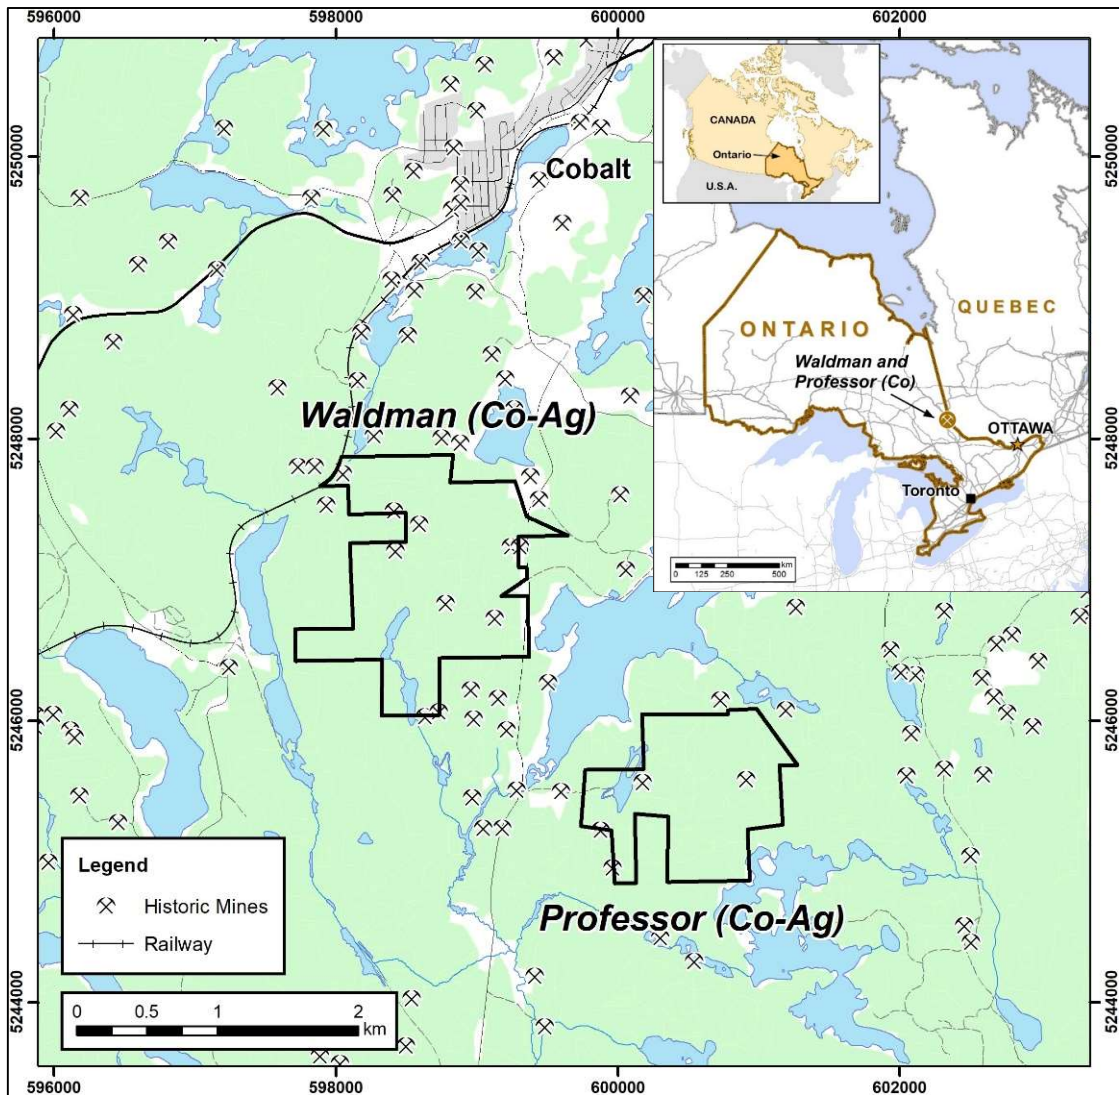 596000 598000 600000 602000
5250000
5248000
5246000
5244000
Cobalt
Waldman (Co-Ag)
Professor (Co-Ag)
CANADA
Ontario
U.S.A.
ONTARIO
QUEBEC
Waldman and
Professor (Co)
OTTAWA
Toronto
km
0 125 250 500
5250000
5248000
5246000
5244000
Legend
Historic Mines
Railway
0 0.5 1 2
km
596000 598000 600000 602000